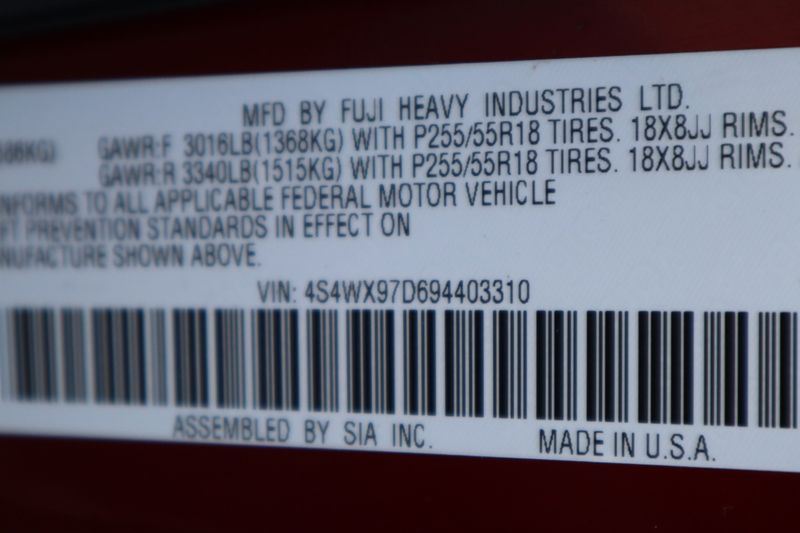 MFD BY FUJI HEAVY INDUSTRIES LTD.
686KG) GAWR:F 3016LB(1368KG) WITH P255/55R18 TIRES. 18X8JJ RIMS.
GAWR:R 3340LB(1515KG) WITH P255/55R18 TIRES. 18X8JJ RIMS.
NFORMS TO ALL APPLICABLE FEDERAL MOTOR VEHICLE
FT PREVENTION STANDARDS IN EFFECT ON
NUFACTURE SHOWN ABOVE.
VIN: 4S4WX97D694403310
ASSEMBLED BY SIA INC. MADE IN U.S.A.